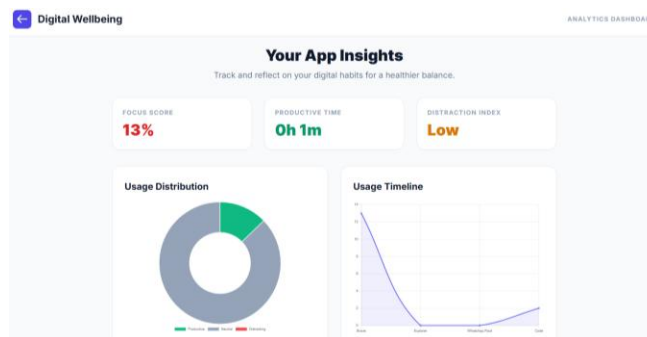 Digital Wellbeing
ANALYTICS DASHBOA
Your App Insights
Track and reflect on your digital habits for a healthier balance.
FOCUS SCORE
13%
PRODUCTIVE TIME
0h 1m
DISTRACTION INDEX
Low
Usage Distribution
Usage Timeline